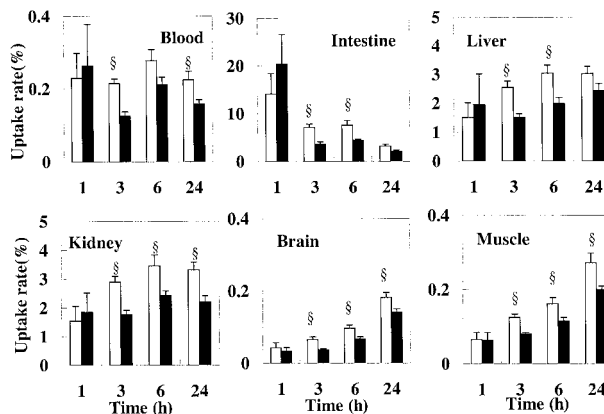 Uptake rate(%)
0.4
0.2
0
Blood
§ §
1 3 6 24
30
20
10
0
Intestine
§ §
1 3 6 24
5
4
3
2
1
0
Liver
§ §
1 3 6 24
Uptake rate(%)
5
4
3
2
1
0
Kidney
§ § §
1 3 6 24
Time (h)
0.4
0.2
0
Brain
§ § §
1 3 6 24
Time (h)
0.4
0.2
0
Muscle
§ § §
1 3 6 24
Time (h)